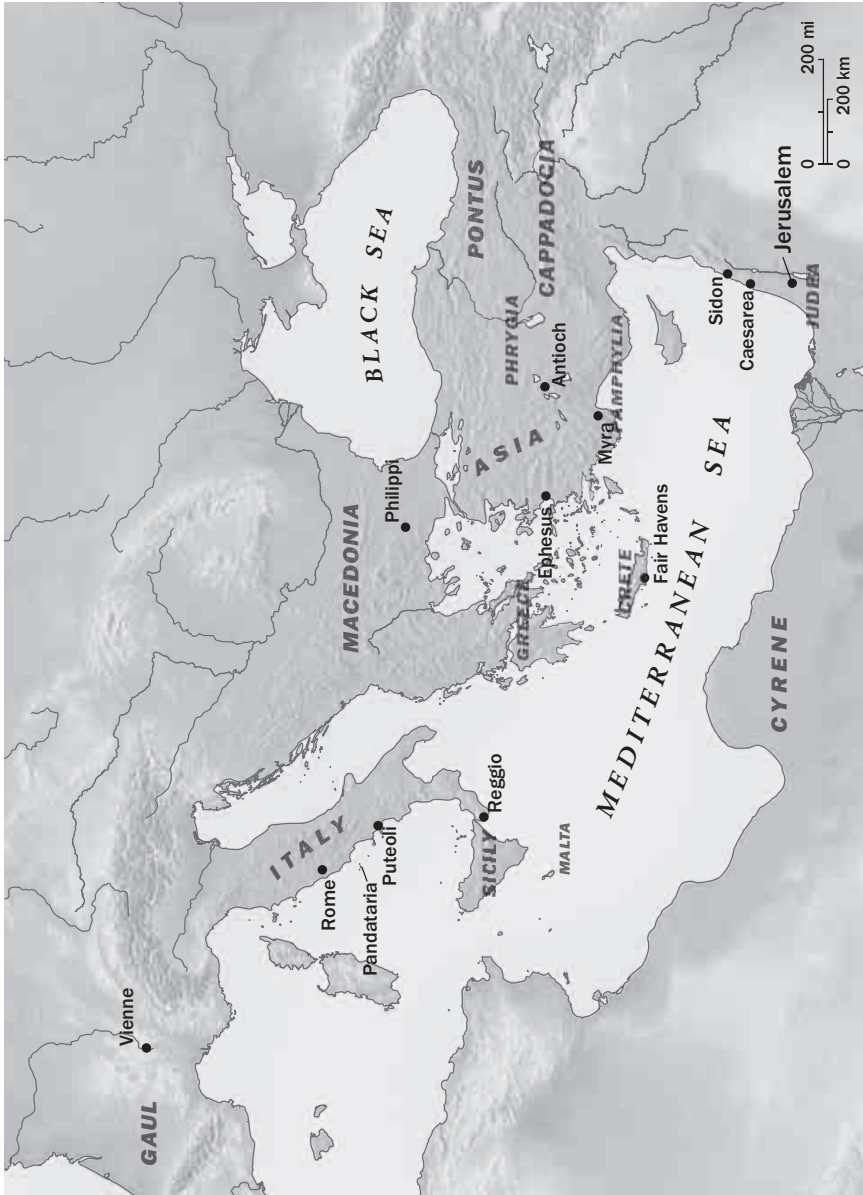 GAUL
Vienne
ITALY
Rome
Pandataria
Puteoli
SICILY
Reggio
MALTA
MACEDONIA
Philippi
GREECE
BLACK SEA
ASIA
Ephesus
PHRYGIA
Antioch
PONTUS
CAPPADOCIA
PAMPHYLIA
Myra
CRETE
Fair Havens
MEDITERRANEAN SEA
CYRENE
Sidon
Caesarea
Jerusalem
JUDEA
0 200 mi
0 200 km